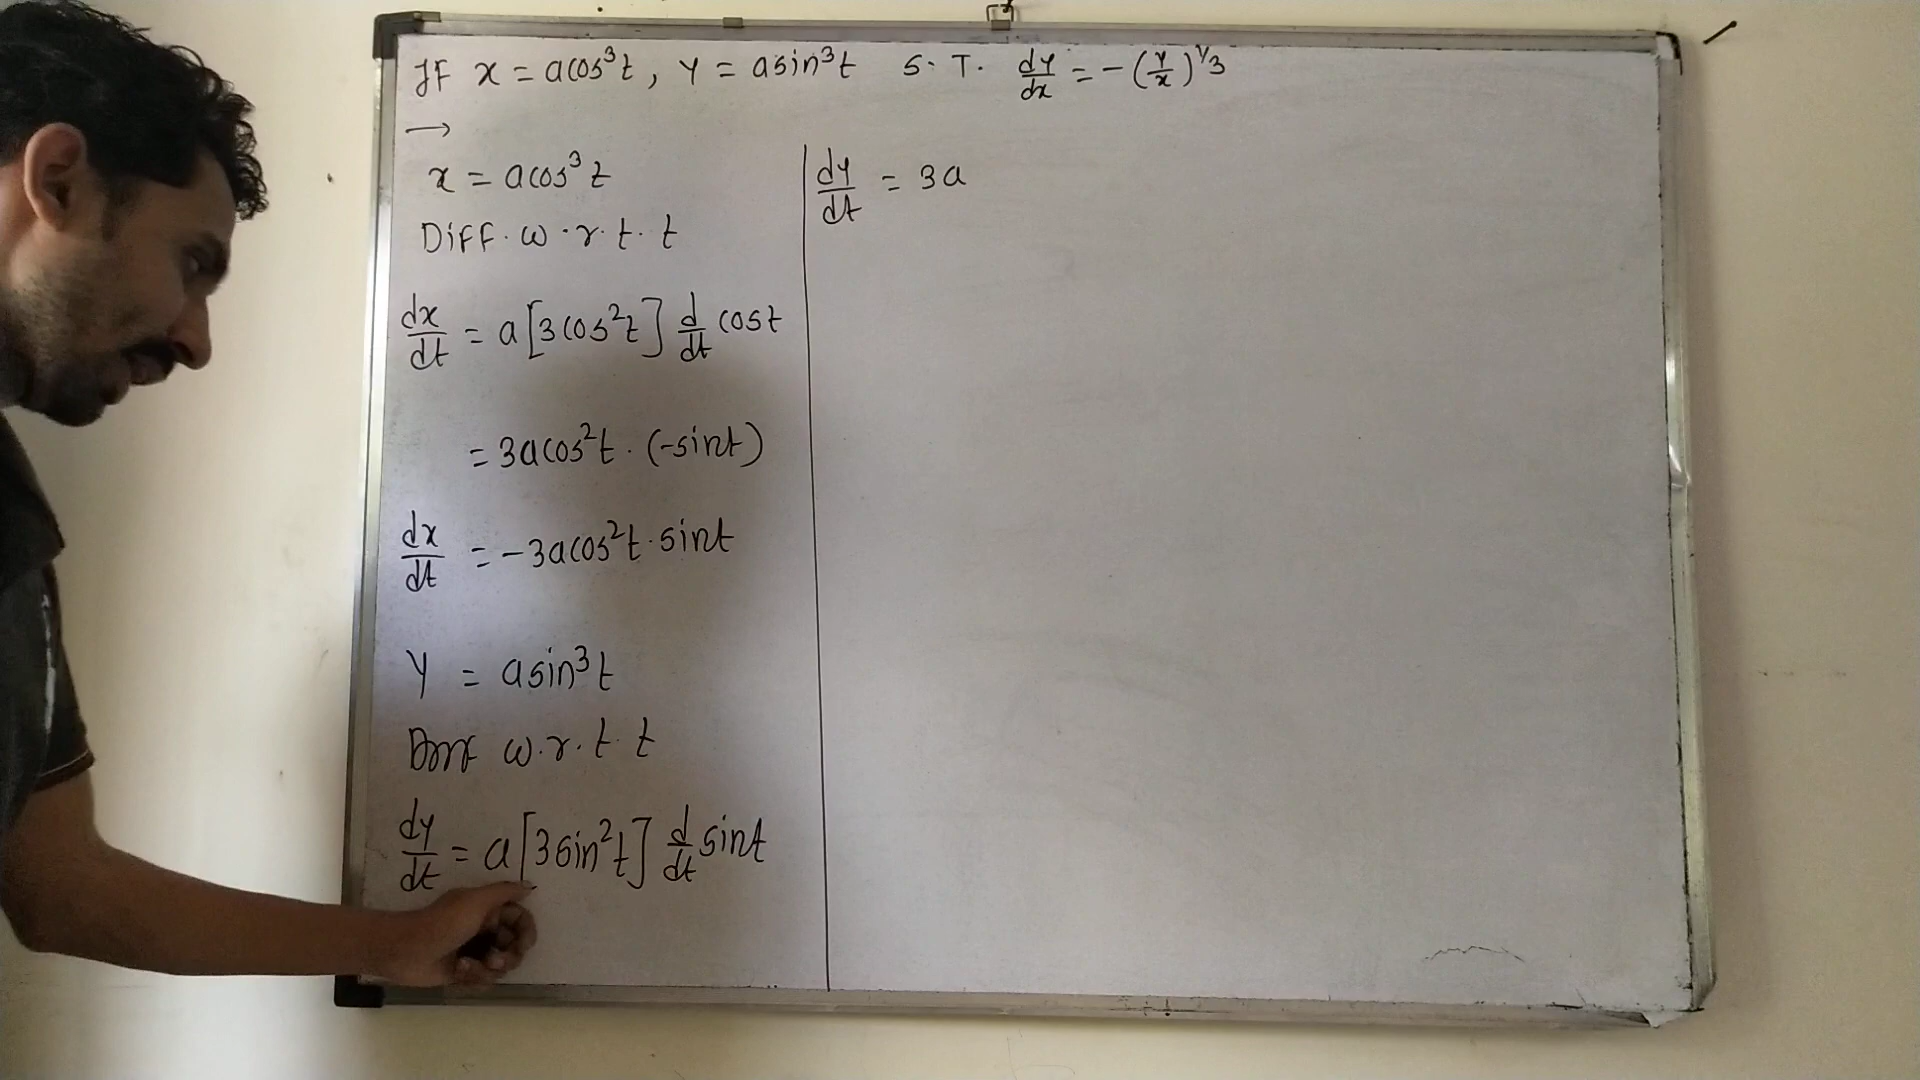 If x = acos³t, y = asin³t S.T. dy/dx = -(y/x)^1/3
→
x = acos³t
Diff. w.r.t. t
dx/dt = a[3cos²t] d/dt cost
= 3acos²t . (-sint)
dx/dt = -3acos²t . sint
y = asin³t
w.r.t. t
dy/dt = a[3sin²t] d/dt sint
dy/dt = 3a